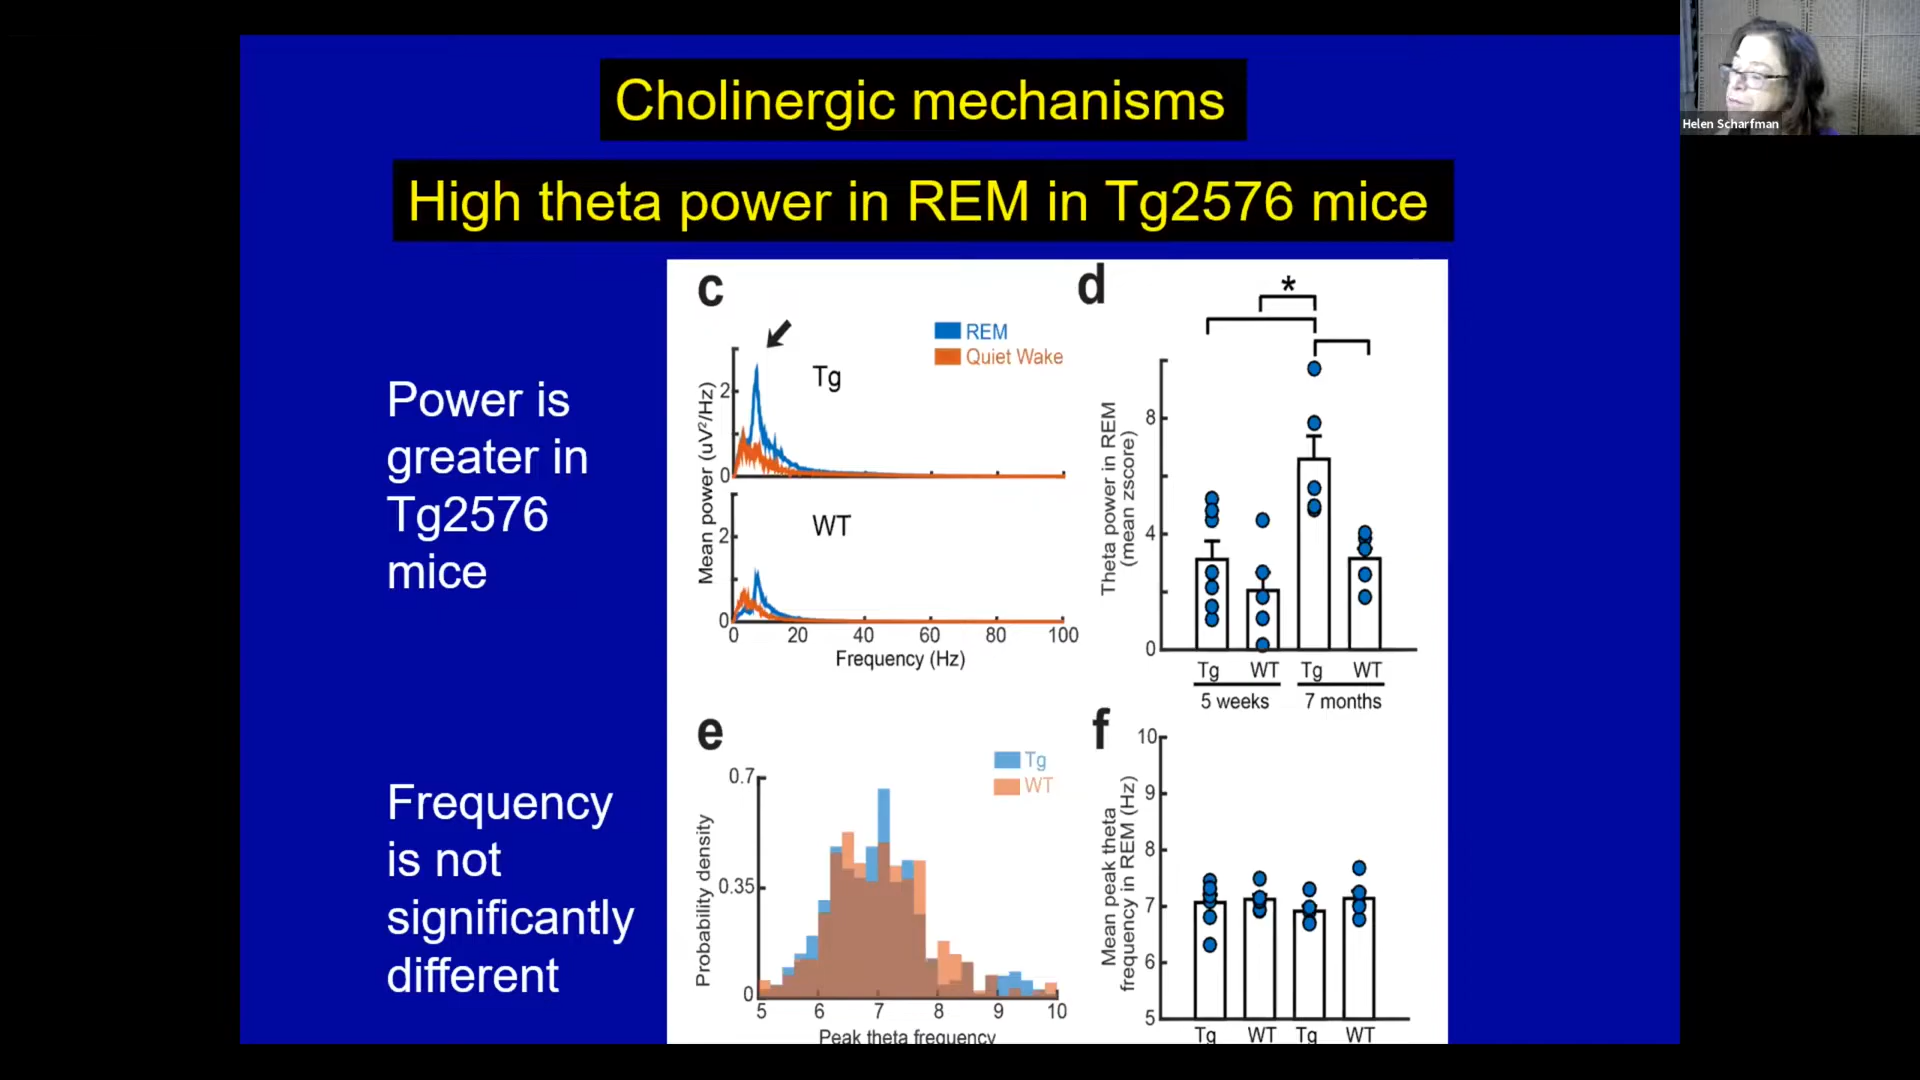 Cholinergic mechanisms
High theta power in REM in Tg2576 mice
Helen Scharfman
Power is
greater in
Tg2576
mice
Frequency
is not
significantly
different
c
REM
Quiet Wake
Tg
WT
Mean power (uV²/Hz)
2
0
2
0
0 20 40 60 80 100
Frequency (Hz)
d
*
Theta power in REM
(mean zscore)
8
4
0
Tg WT Tg WT
5 weeks 7 months
e
Tg
WT
Probability density
0.7
0.35
0
5 6 7 8 9 10
Peak theta frequency
f
Mean peak theta
frequency in REM (Hz)
10
9
8
7
6
5
Tg WT Tg WT